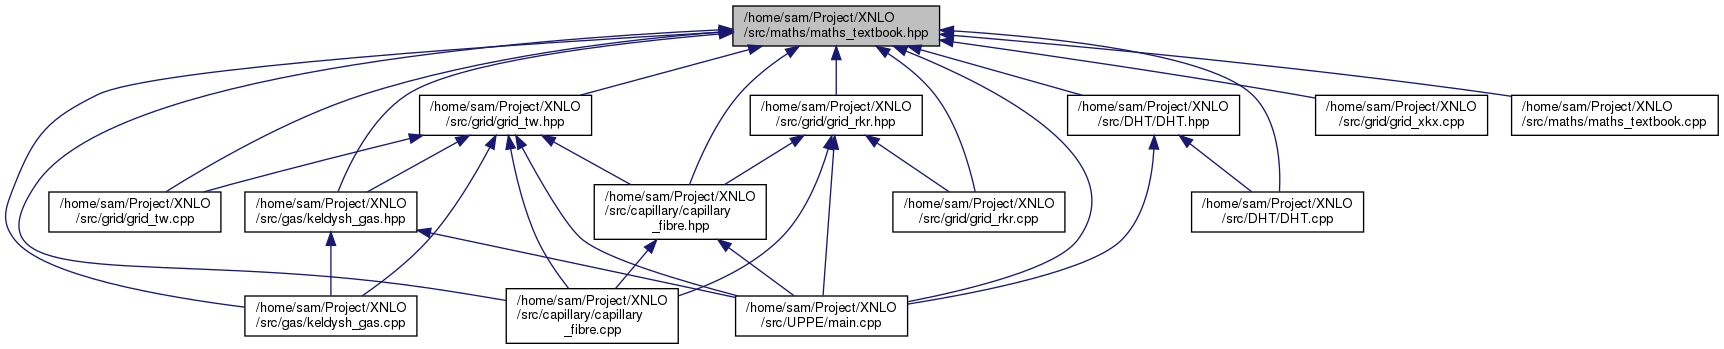 /home/sam/Project/XNLO
/src/maths/maths_textbook.hpp
/home/sam/Project/XNLO
/src/grid/grid_tw.hpp
/home/sam/Project/XNLO
/src/grid/grid_rkr.hpp
/home/sam/Project/XNLO
/src/DHT/DHT.hpp
/home/sam/Project/XNLO
/src/grid/grid_xkx.cpp
/home/sam/Project/XNLO
/src/maths/maths_textbook.cpp
/home/sam/Project/XNLO
/src/grid/grid_tw.cpp
/home/sam/Project/XNLO
/src/gas/keldysh_gas.hpp
/home/sam/Project/XNLO
/src/capillary/capillary
_fibre.hpp
/home/sam/Project/XNLO
/src/grid/grid_rkr.cpp
/home/sam/Project/XNLO
/src/DHT/DHT.cpp
/home/sam/Project/XNLO
/src/gas/keldysh_gas.cpp
/home/sam/Project/XNLO
/src/capillary/capillary
_fibre.cpp
/home/sam/Project/XNLO
/src/UPPE/main.cpp